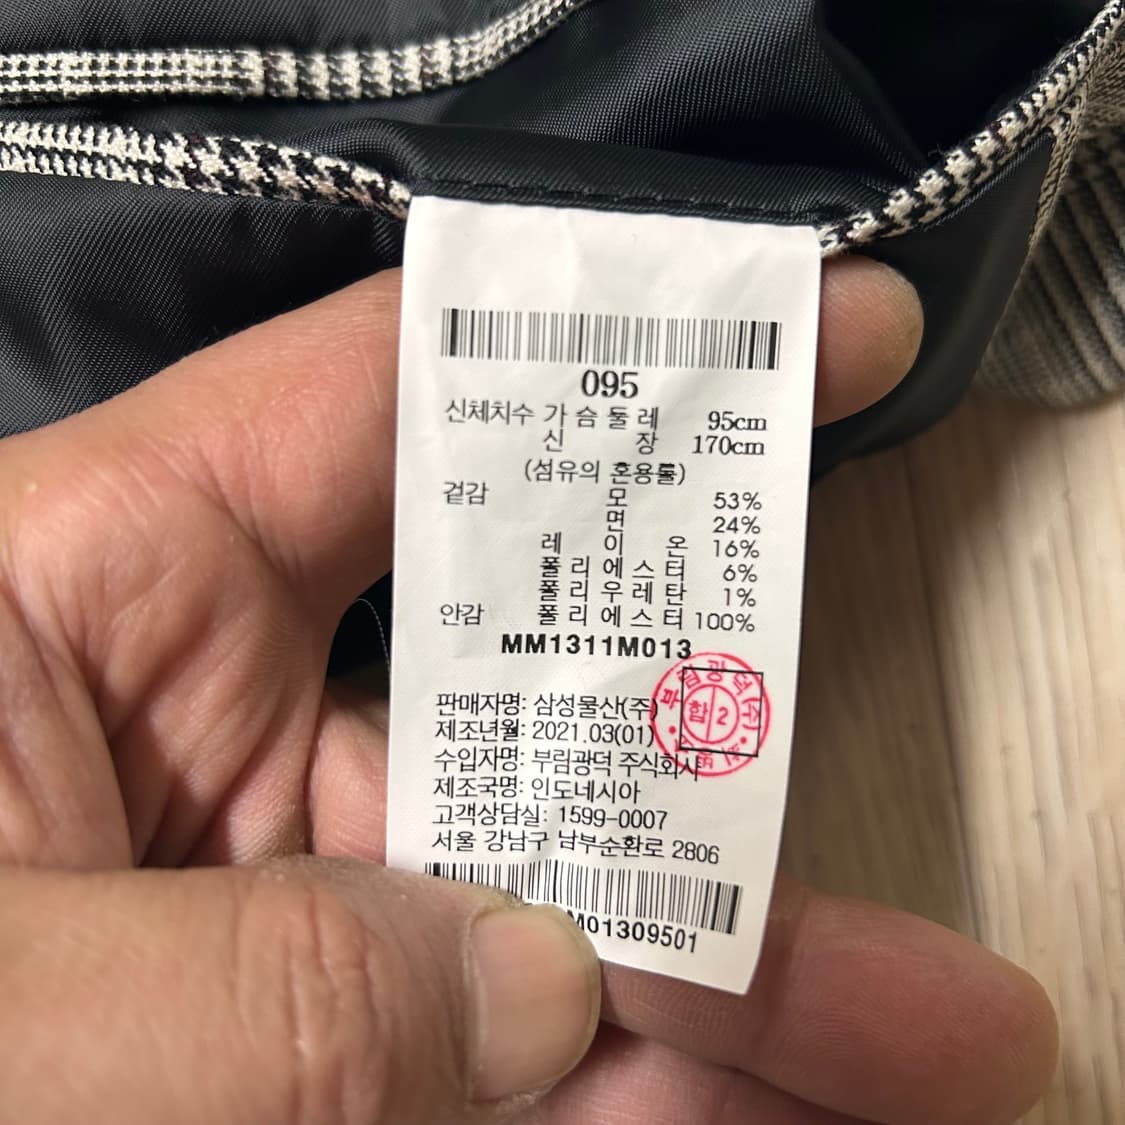 095
신체치수 가슴둘레 95cm
신 장 170cm
(섬유의 혼용률)
겉감 모 53%
면 24%
레이온 16%
폴리에스터 6%
폴리우레탄 1%
안감 폴리에스터 100%
MM1311M013
판매자명: 삼성물산(주)
제조년월: 2021.03(01)
수입자명: 부림광덕 주식회사
제조국명: 인도네시아
고객상담실: 1599-0007
서울 강남구 남부순환로 2806
M01309501
합 2